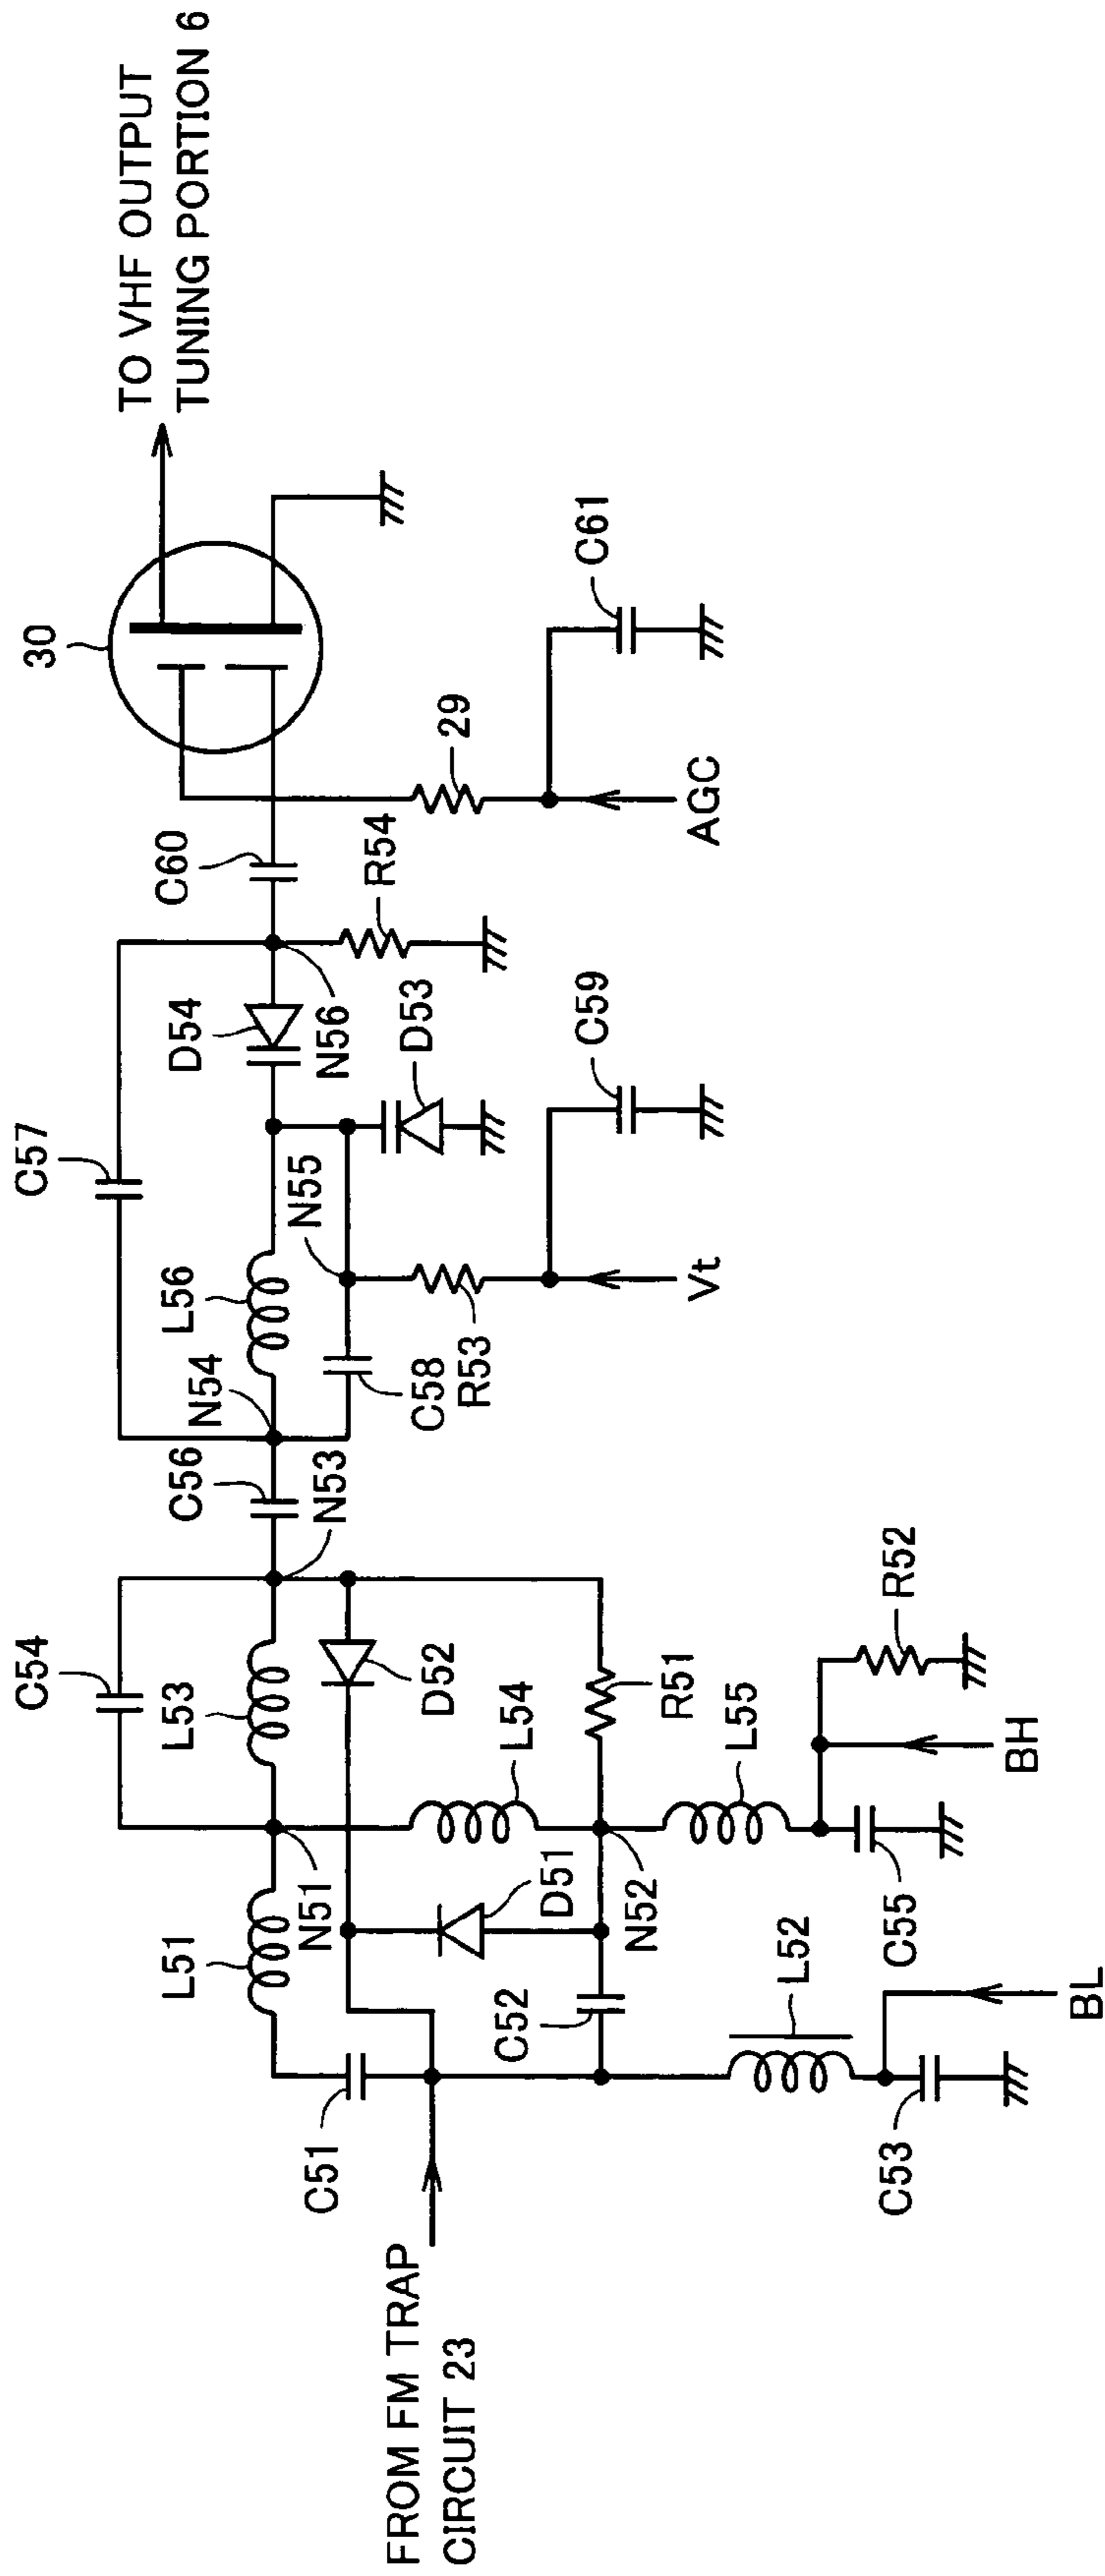 FROM FM TRAP
CIRCUIT 23
C51
L51
N51
C52
D51
N52
L52
C53
BL
C54
L53
D52
L54
R51
L55
C55
BH
R52
N53
C56
N54
C57
L56
C58
R53
N55
Vt
C59
D53
D54
N56
R54
C60
29
AGC
C61
30
TO VHF OUTPUT
TUNING PORTION 6